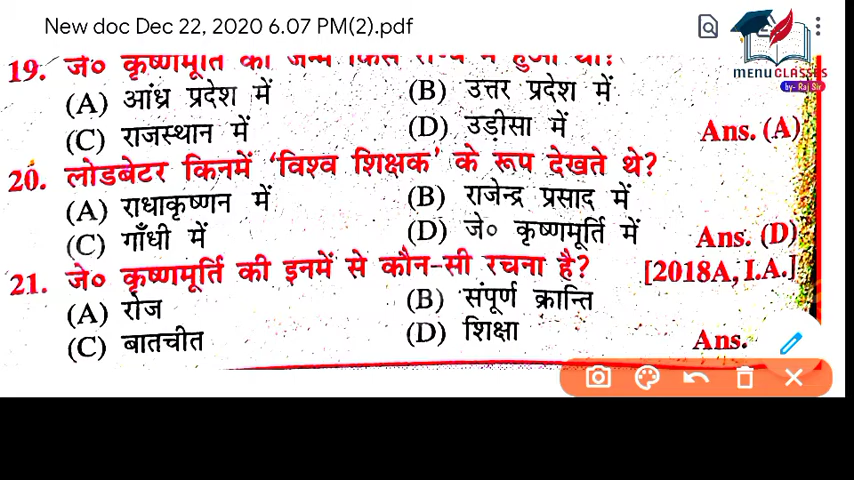 New doc Dec 22, 2020 6.07 PM(2).pdf
MENU CLASSES
by- Raj Sir
19. जे० कृष्णमूर्ति का जन्म किस राज्य में हुआ था?
(A) आंध्र प्रदेश में (B) उत्तर प्रदेश में
(C) राजस्थान में (D) उड़ीसा में Ans. (A)
20. लोडबेटर किनमें ‘विश्व शिक्षक’ के रूप देखते थे?
(A) राधाकृष्णन में (B) राजेन्द्र प्रसाद में
(C) गाँधी में (D) जे० कृष्णमूर्ति में Ans. (D)
21. जे० कृष्णमूर्ति की इनमें से कौन-सी रचना है? [2018A, I.A.]
(A) रोज (B) संपूर्ण क्रान्ति
(C) बातचीत (D) शिक्षा Ans.